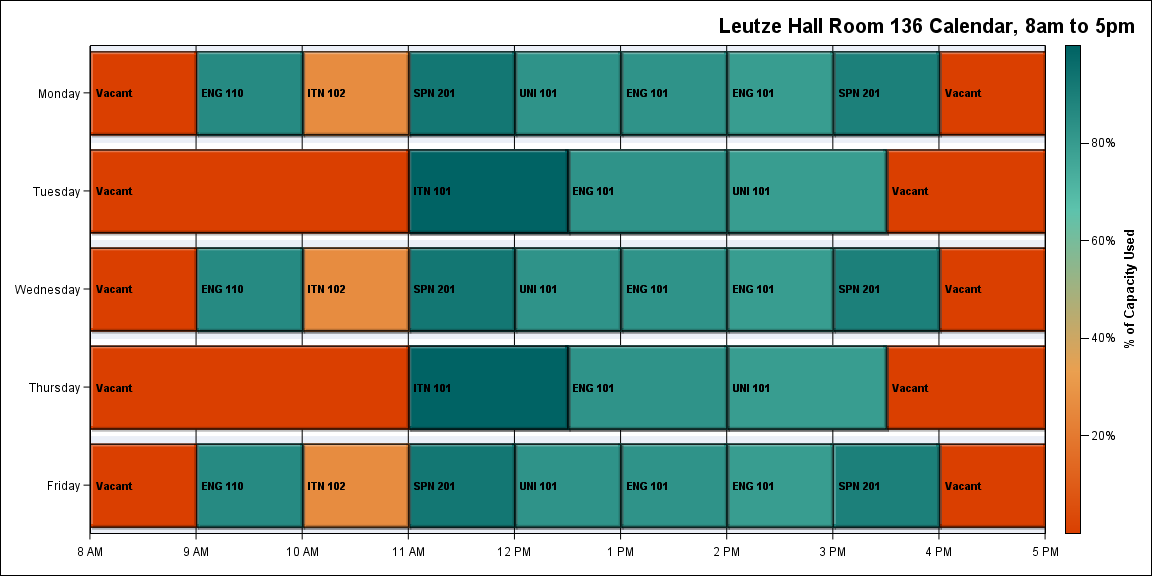 Leutze Hall Room 136 Calendar, 8am to 5pm
Monday
Vacant
ENG 110
ITN 102
SPN 201
UNI 101
ENG 101
ENG 101
SPN 201
Vacant
Tuesday
Vacant
ITN 101
ENG 101
UNI 101
Vacant
Wednesday
Vacant
ENG 110
ITN 102
SPN 201
UNI 101
ENG 101
ENG 101
SPN 201
Vacant
Thursday
Vacant
ITN 101
ENG 101
UNI 101
Vacant
Friday
Vacant
ENG 110
ITN 102
SPN 201
UNI 101
ENG 101
ENG 101
SPN 201
Vacant
8 AM
9 AM
10 AM
11 AM
12 PM
1 PM
2 PM
3 PM
4 PM
5 PM
80%
60%
40%
20%
% of Capacity Used